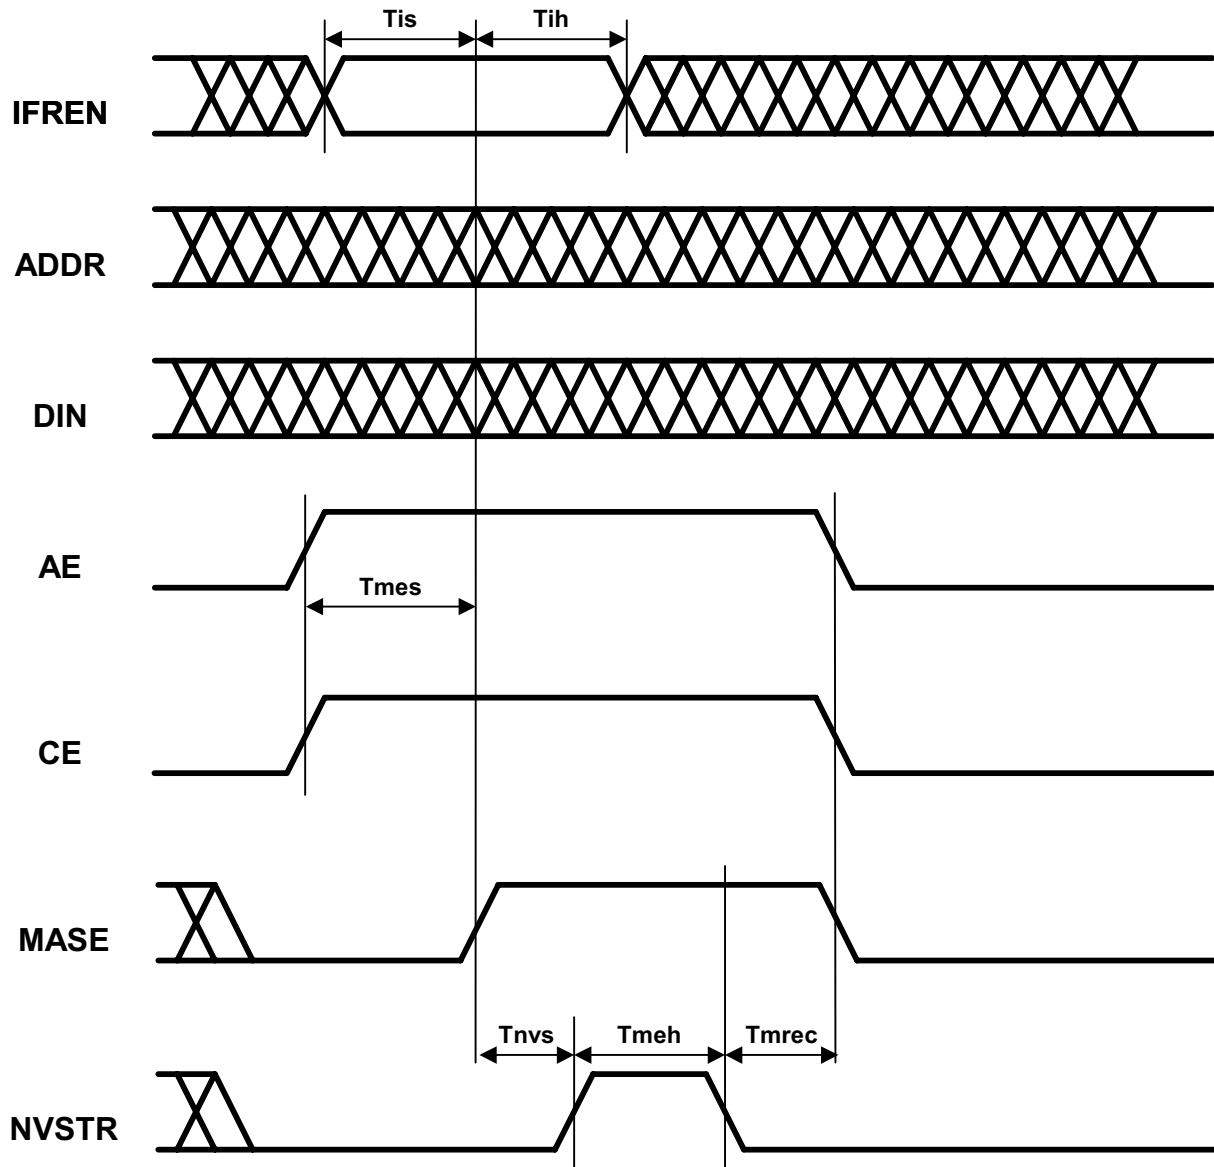 Tis Tih
IFREN
ADDR
DIN
AE
Tmes
CE
MASE
Tnvs Tmeh Tmrec
NVSTR